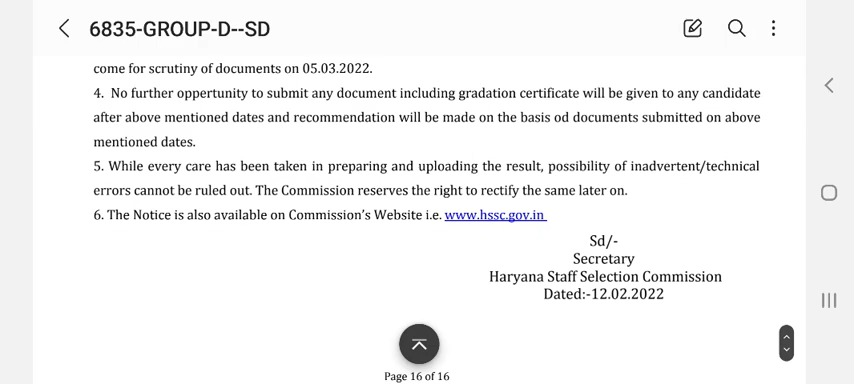 6835-GROUP-D--SD
come for scrutiny of documents on 05.03.2022.
4. No further oppertunity to submit any document including gradation certificate will be given to any candidate
after above mentioned dates and recommendation will be made on the basis od documents submitted on above
mentioned dates.
5. While every care has been taken in preparing and uploading the result, possibility of inadvertent/technical
errors cannot be ruled out. The Commission reserves the right to rectify the same later on.
6. The Notice is also available on Commission's Website i.e. www.hssc.gov.in
Sd/-
Secretary
Haryana Staff Selection Commission
Dated:-12.02.2022
Page 16 of 16